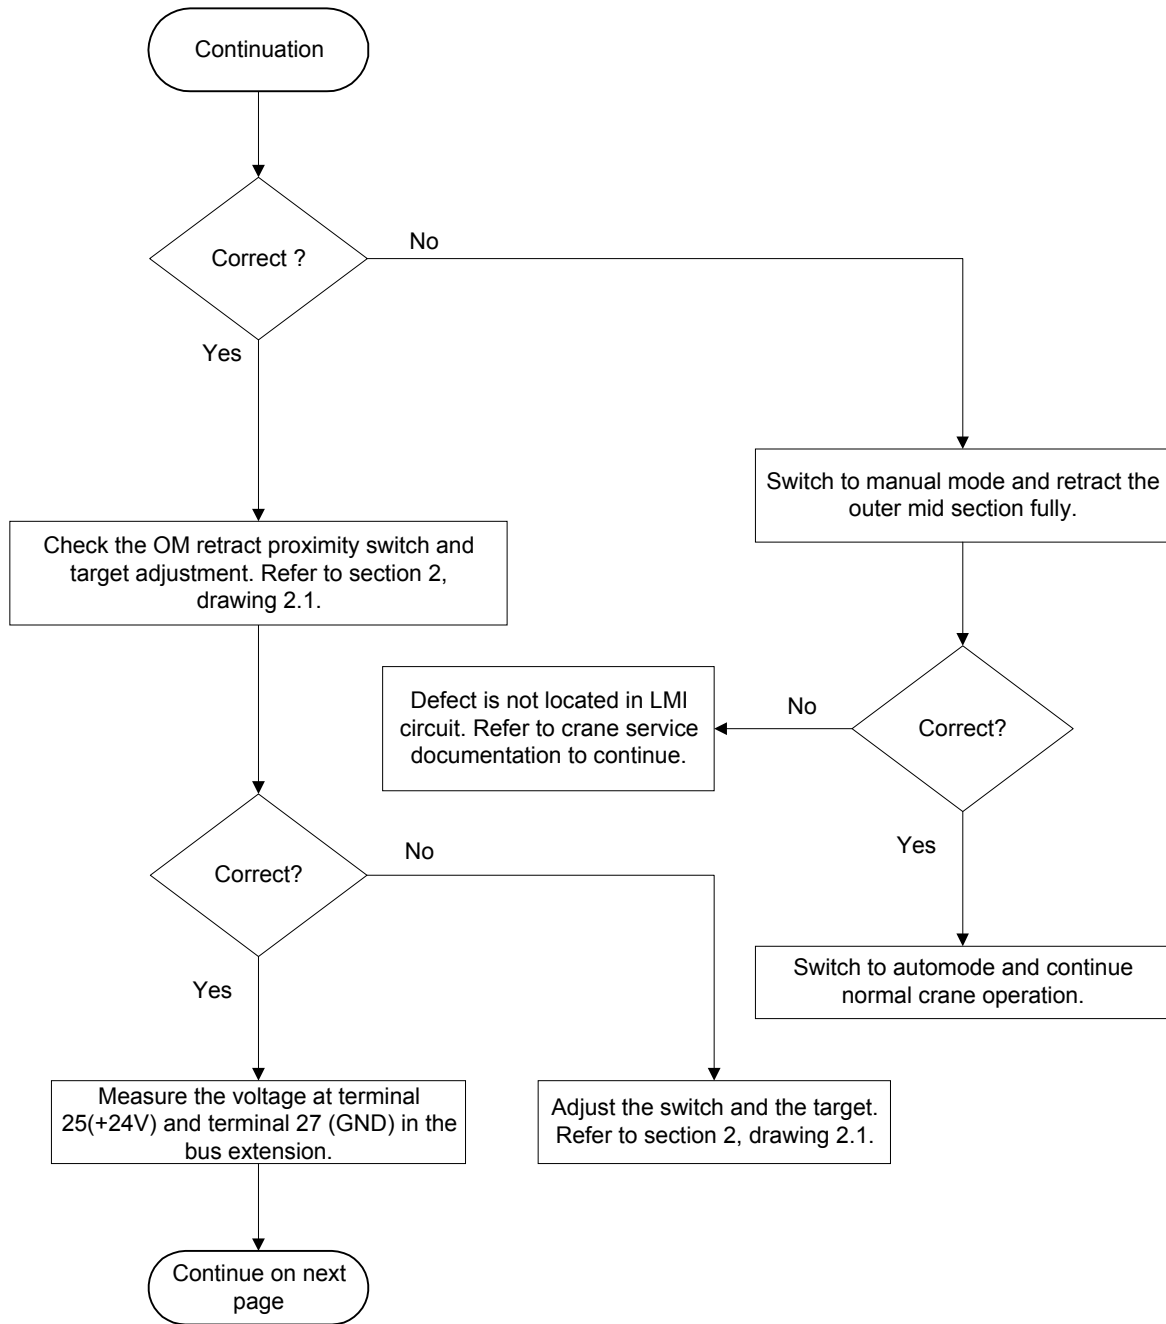 Continuation
Correct ?
No
Yes
Switch to manual mode and retract the
outer mid section fully.
Check the OM retract proximity switch and
target adjustment. Refer to section 2,
drawing 2.1.
Defect is not located in LMI
circuit. Refer to crane service
documentation to continue.
No
Correct?
Yes
Correct?
No
Yes
Switch to automode and continue
normal crane operation.
Measure the voltage at terminal
25(+24V) and terminal 27 (GND) in the
bus extension.
Adjust the switch and the target.
Refer to section 2, drawing 2.1.
Continue on next
page